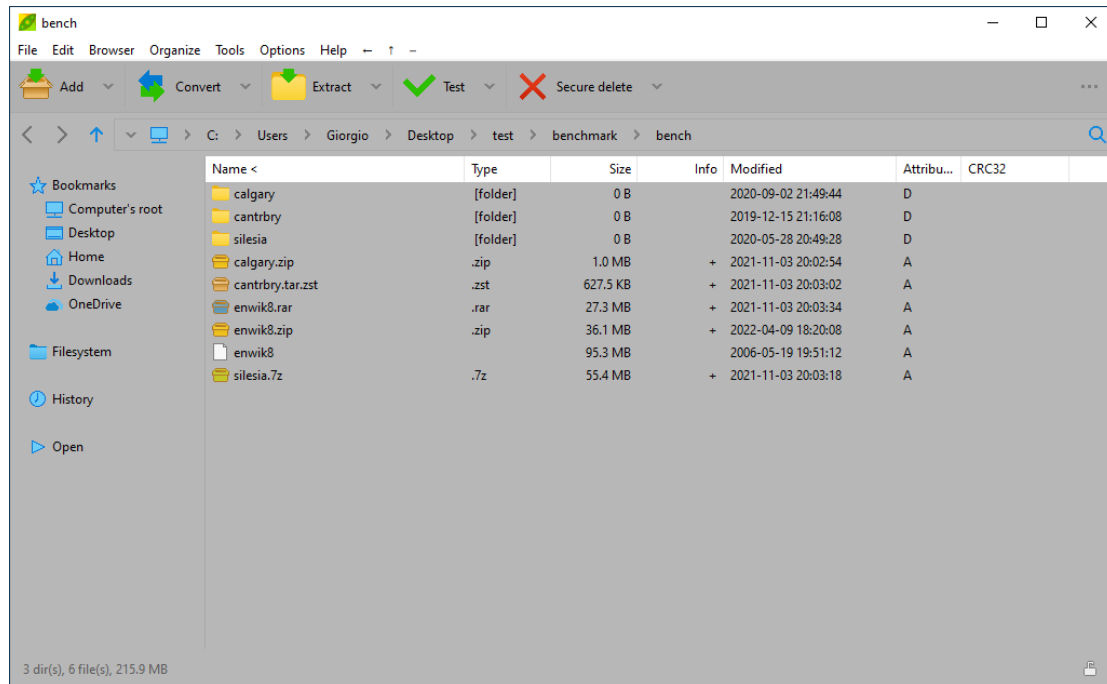 bench
File Edit Browser Organize Tools Options Help ← ↑ –
Add Convert Extract Test Secure delete
C: > Users > Giorgio > Desktop > test > benchmark > bench
Bookmarks
Computer's root
Desktop
Home
Downloads
OneDrive
Filesystem
History
Open
Name < Type Size Info Modified Attribu... CRC32
calgary [folder] 0 B 2020-09-02 21:49:44 D
cantrbry [folder] 0 B 2019-12-15 21:16:08 D
silesia [folder] 0 B 2020-05-28 20:49:28 D
calgary.zip .zip 1.0 MB + 2021-11-03 20:02:54 A
cantrbry.tar.zst .zst 627.5 KB + 2021-11-03 20:03:02 A
enwik8.rar .rar 27.3 MB + 2021-11-03 20:03:34 A
enwik8.zip .zip 36.1 MB + 2022-04-09 18:20:08 A
enwik8 95.3 MB 2006-05-19 19:51:12 A
silesia.7z .7z 55.4 MB + 2021-11-03 20:03:18 A
3 dir(s), 6 file(s), 215.9 MB